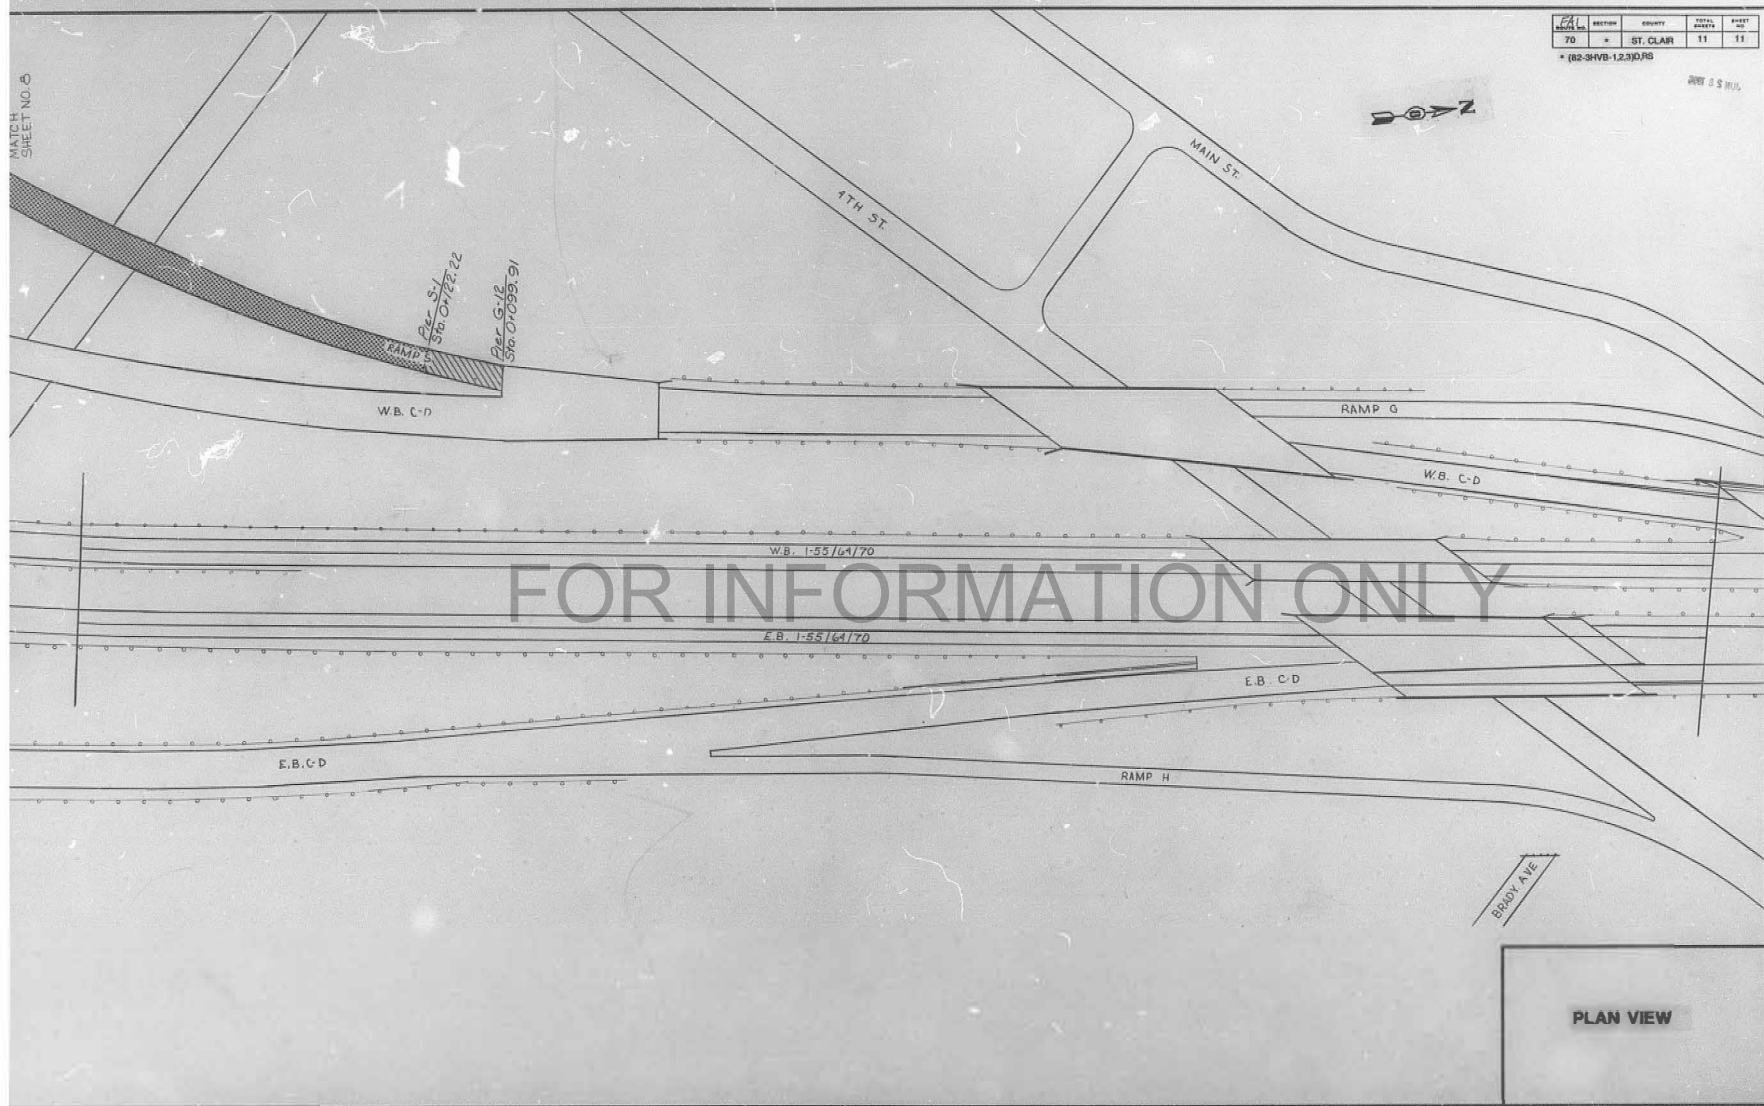 FAI ROUTE NO. SECTION COUNTY TOTAL SHEETS SHEET NO.
70 * ST. CLAIR 11 11
* (82-3HVB-1,2,3)D,RS
N
MATCH
SHEET NO. 8
MAIN ST.
4TH ST.
Pier S-1
Sta. 0+122.22
Pier G-12
Sta. 0+099.91
RAMP S
W.B. C-D
RAMP G
W.B. C-D
W.B. I-55/64/70
FOR INFORMATION ONLY
E.B. I-55/64/70
E.B. C-D
E.B. C-D
RAMP H
BRADY AVE
PLAN VIEW